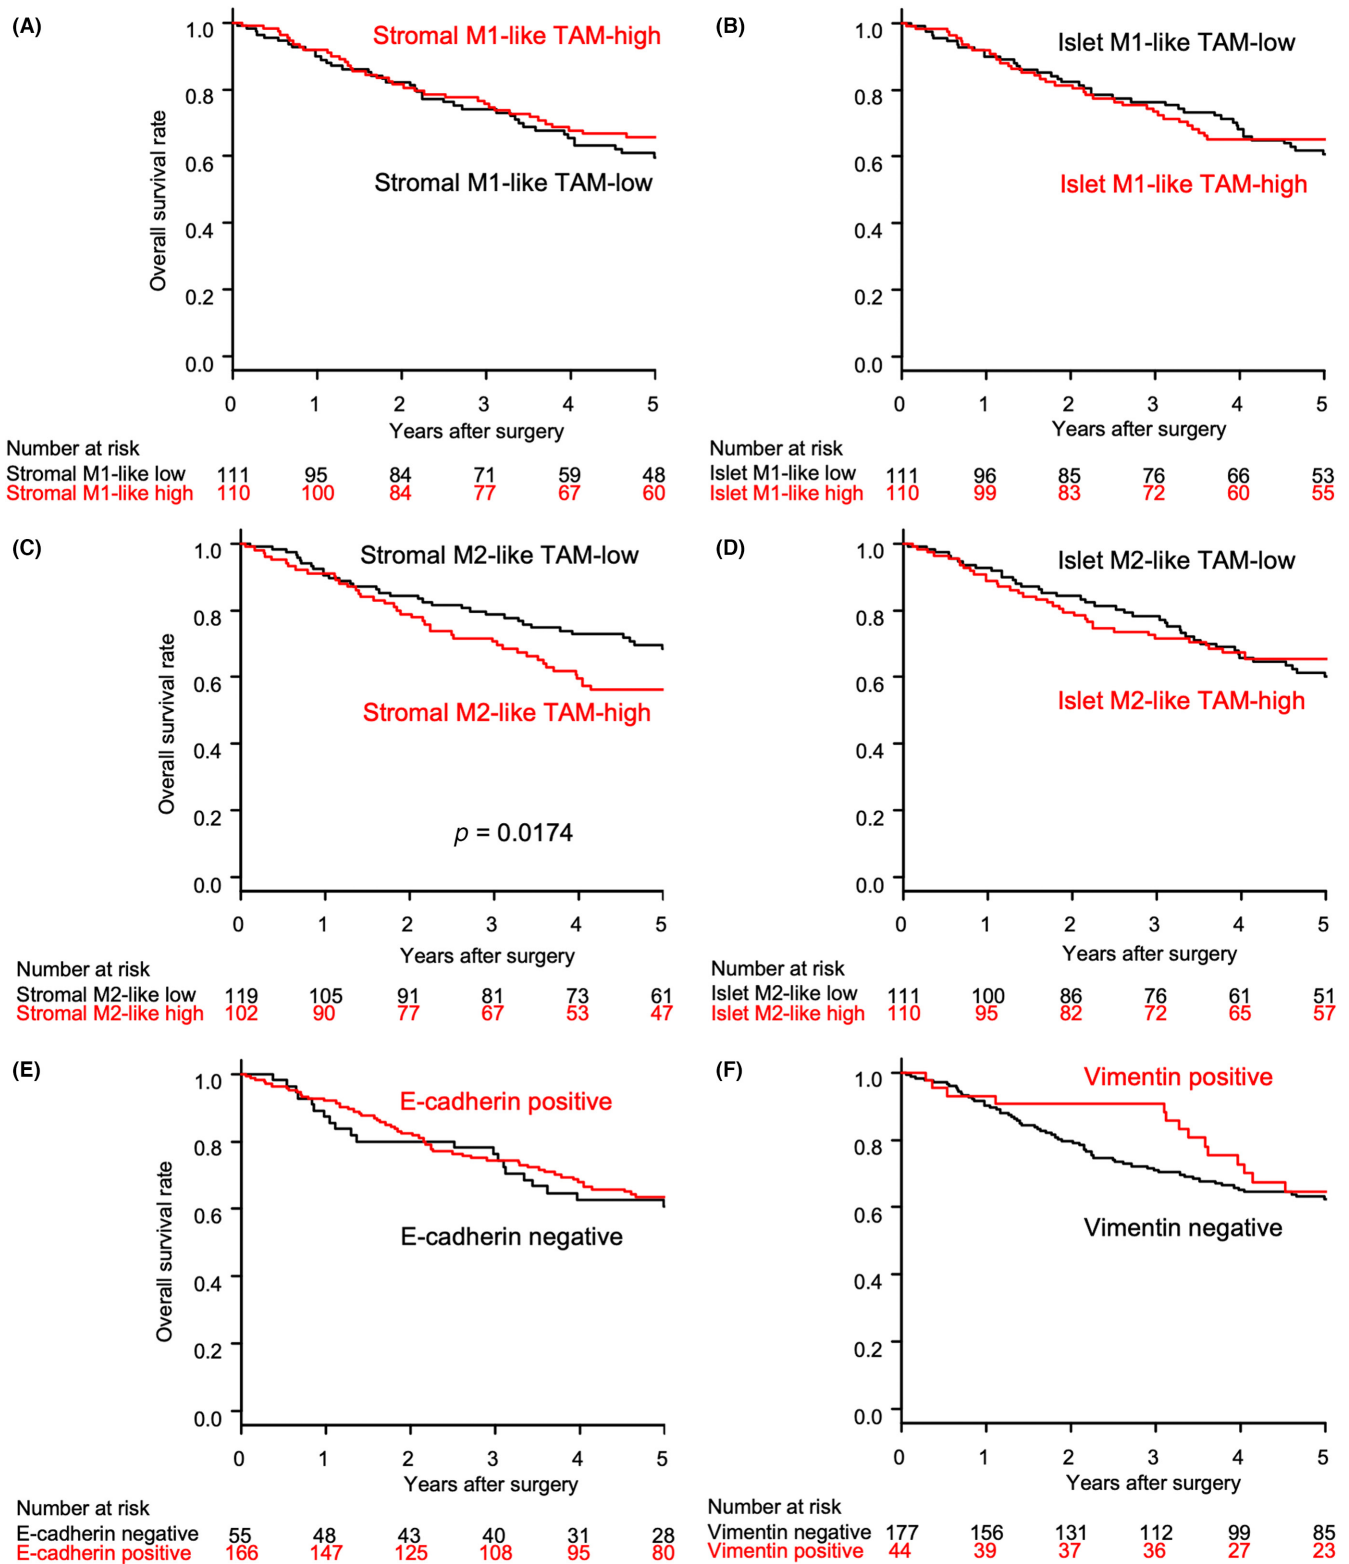 (A)
Stromal M1-like TAM-high
Stromal M1-like TAM-low
Overall survival rate
1.0
0.8
0.6
0.4
0.2
0.0
0 1 2 3 4 5
Years after surgery
Number at risk
Stromal M1-like low 111 95 84 71 59 48
Stromal M1-like high 110 100 84 77 67 60
(B)
Islet M1-like TAM-low
Islet M1-like TAM-high
1.0
0.8
0.6
0.4
0.2
0.0
0 1 2 3 4 5
Years after surgery
Number at risk
Islet M1-like low 111 96 85 76 66 53
Islet M1-like high 110 99 83 72 60 55
(C)
Stromal M2-like TAM-low
Stromal M2-like TAM-high
p = 0.0174
Overall survival rate
1.0
0.8
0.6
0.4
0.2
0.0
0 1 2 3 4 5
Years after surgery
Number at risk
Stromal M2-like low 119 105 91 81 73 61
Stromal M2-like high 102 90 77 67 53 47
(D)
Islet M2-like TAM-low
Islet M2-like TAM-high
1.0
0.8
0.6
0.4
0.2
0.0
0 1 2 3 4 5
Years after surgery
Number at risk
Islet M2-like low 111 100 86 76 61 51
Islet M2-like high 110 95 82 72 65 57
(E)
E-cadherin positive
E-cadherin negative
Overall survival rate
1.0
0.8
0.6
0.4
0.2
0.0
0 1 2 3 4 5
Years after surgery
Number at risk
E-cadherin negative 55 48 43 40 31 28
E-cadherin positive 166 147 125 108 95 80
(F)
Vimentin positive
Vimentin negative
1.0
0.8
0.6
0.4
0.2
0.0
0 1 2 3 4 5
Years after surgery
Number at risk
Vimentin negative 177 156 131 112 99 85
Vimentin positive 44 39 37 36 27 23